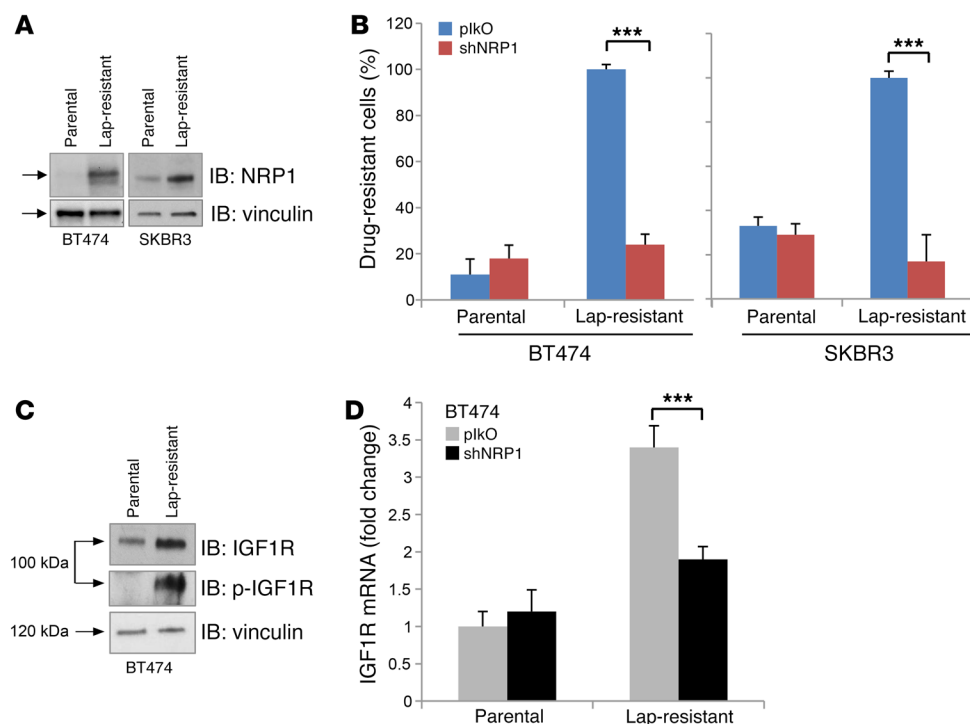 A
Parental
Lap-resistant
Parental
Lap-resistant
IB: NRP1
IB: vinculin
BT474
SKBR3
B
plkO
shNRP1
Drug-resistant cells (%)
120
100
80
60
40
20
0
***
***
Parental
Lap-resistant
Parental
Lap-resistant
BT474
SKBR3
C
Parental
Lap-resistant
100 kDa
IB: IGF1R
IB: p-IGF1R
120 kDa
IB: vinculin
BT474
D
BT474
plkO
shNRP1
IGF1R mRNA (fold change)
4
3.5
3
2.5
2
1.5
1
0.5
0
***
Parental
Lap-resistant